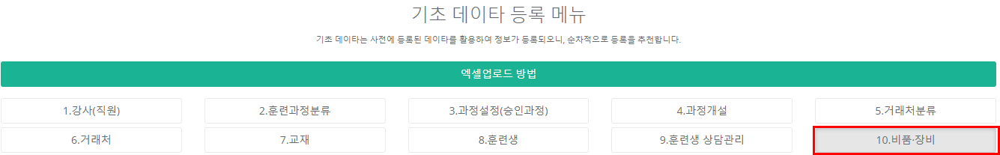 기초 데이타 등록 메뉴
기초 데이타는 사전에 등록된 데이타를 활용하여 정보가 등록되오니, 순차적으로 등록을 추천합니다.
엑셀업로드 방법
1.강사(직원) 2.훈련과정분류 3.과정설정(승인과정) 4.과정개설 5.거래처분류
6.거래처 7.교재 8.훈련생 9.훈련생 상담관리 10.비품·장비